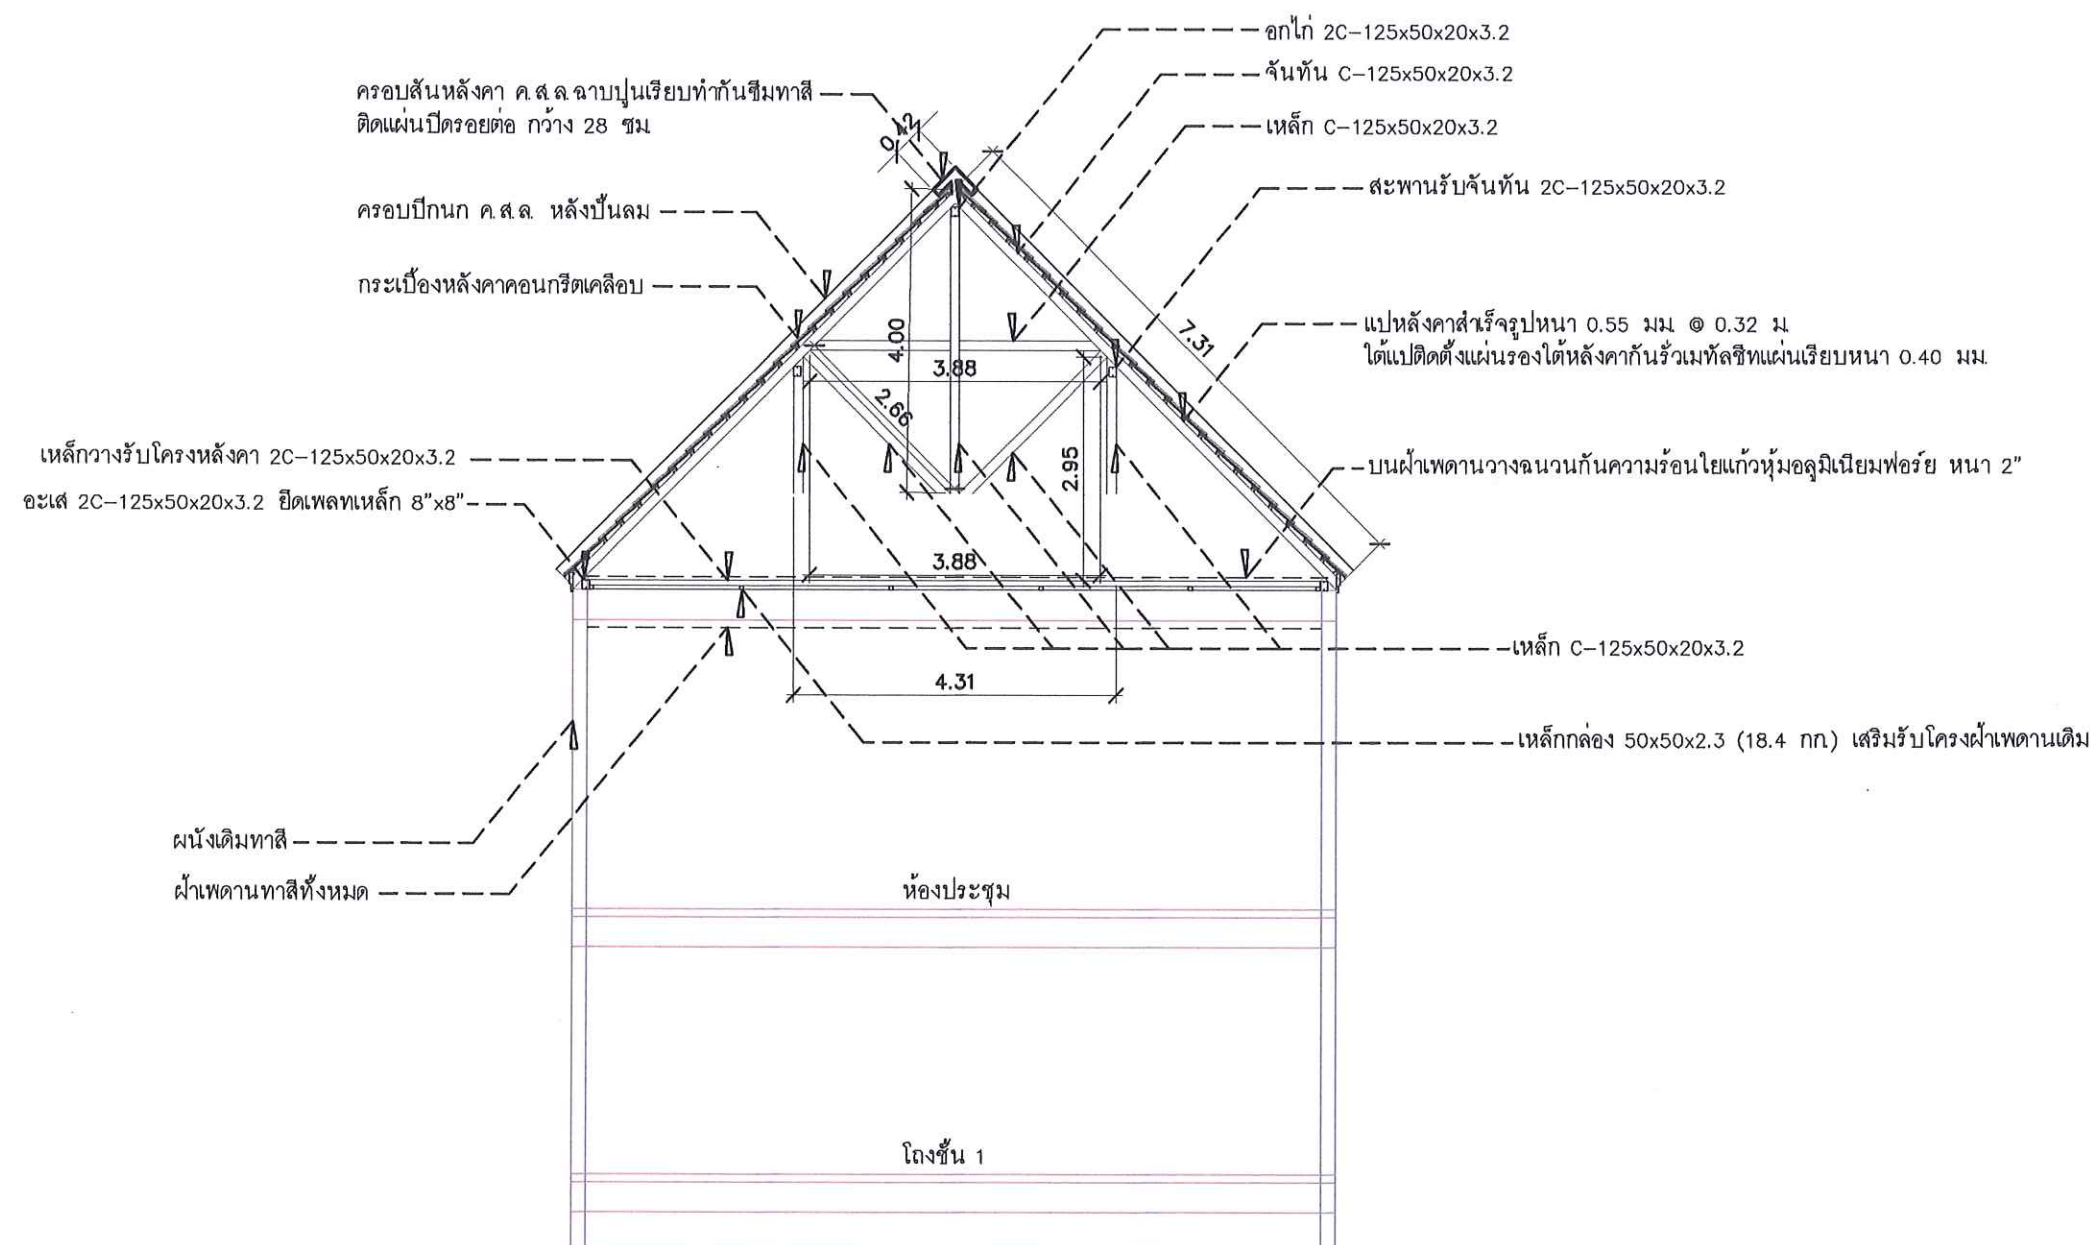 อกไก่ 2C-125x50x20x3.2
จันทัน C-125x50x20x3.2
ครอบสันหลังคา ค.ส.ล.ฉาบปูนเรียบทำกันซึมทาสี
ติดแผ่นปิดรอยต่อ กว้าง 28 ซม.
0.42
เหล็ก C-125x50x20x3.2
สะพานรับจันทัน 2C-125x50x20x3.2
ครอบปีกนก ค.ส.ล. หลังปั้นลม
กระเบื้องหลังคาคอนกรีตเคลือบ
แปหลังคาสำเร็จรูปหนา 0.55 มม. @ 0.32 ม.
ใต้แปติดตั้งแผ่นรองใต้หลังคากันรั่วเมทัลชีทแผ่นเรียบหนา 0.40 มม.
4.00
7.31
3.88
2.66
2.95
เหล็กวางรับโครงหลังคา 2C-125x50x20x3.2
บนฝ้าเพดานวางฉนวนกันความร้อนใยแก้วหุ้มอลูมิเนียมฟอร์ย หนา 2"
อะเส 2C-125x50x20x3.2 ยึดเพลทเหล็ก 8"x8"
3.88
เหล็ก C-125x50x20x3.2
4.31
เหล็กกล่อง 50x50x2.3 (18.4 กก.) เสริมรับโครงฝ้าเพดานเดิม
ผนังเดิมทาสี
ฝ้าเพดานทาสีทั้งหมด
ห้องประชุม
โถงชั้น 1